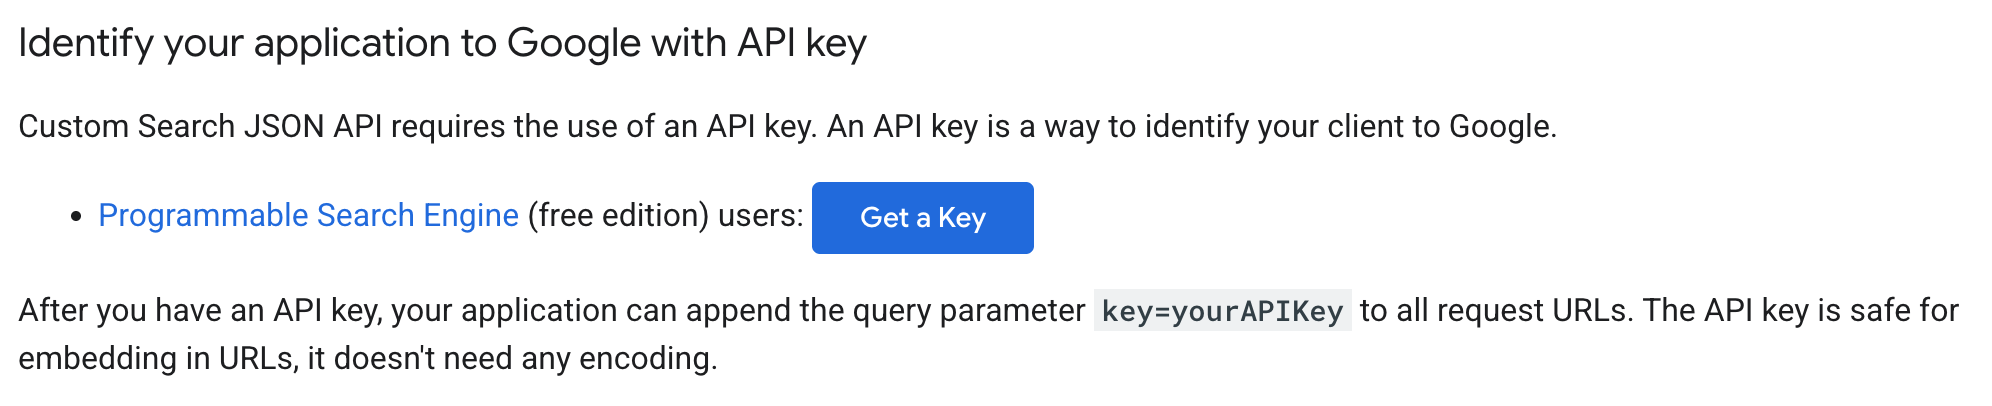 Identify your application to Google with API key
Custom Search JSON API requires the use of an API key. An API key is a way to identify your client to Google.
• Programmable Search Engine (free edition) users: Get a Key
After you have an API key, your application can append the query parameter key=yourAPIKey to all request URLs. The API key is safe for
embedding in URLs, it doesn't need any encoding.